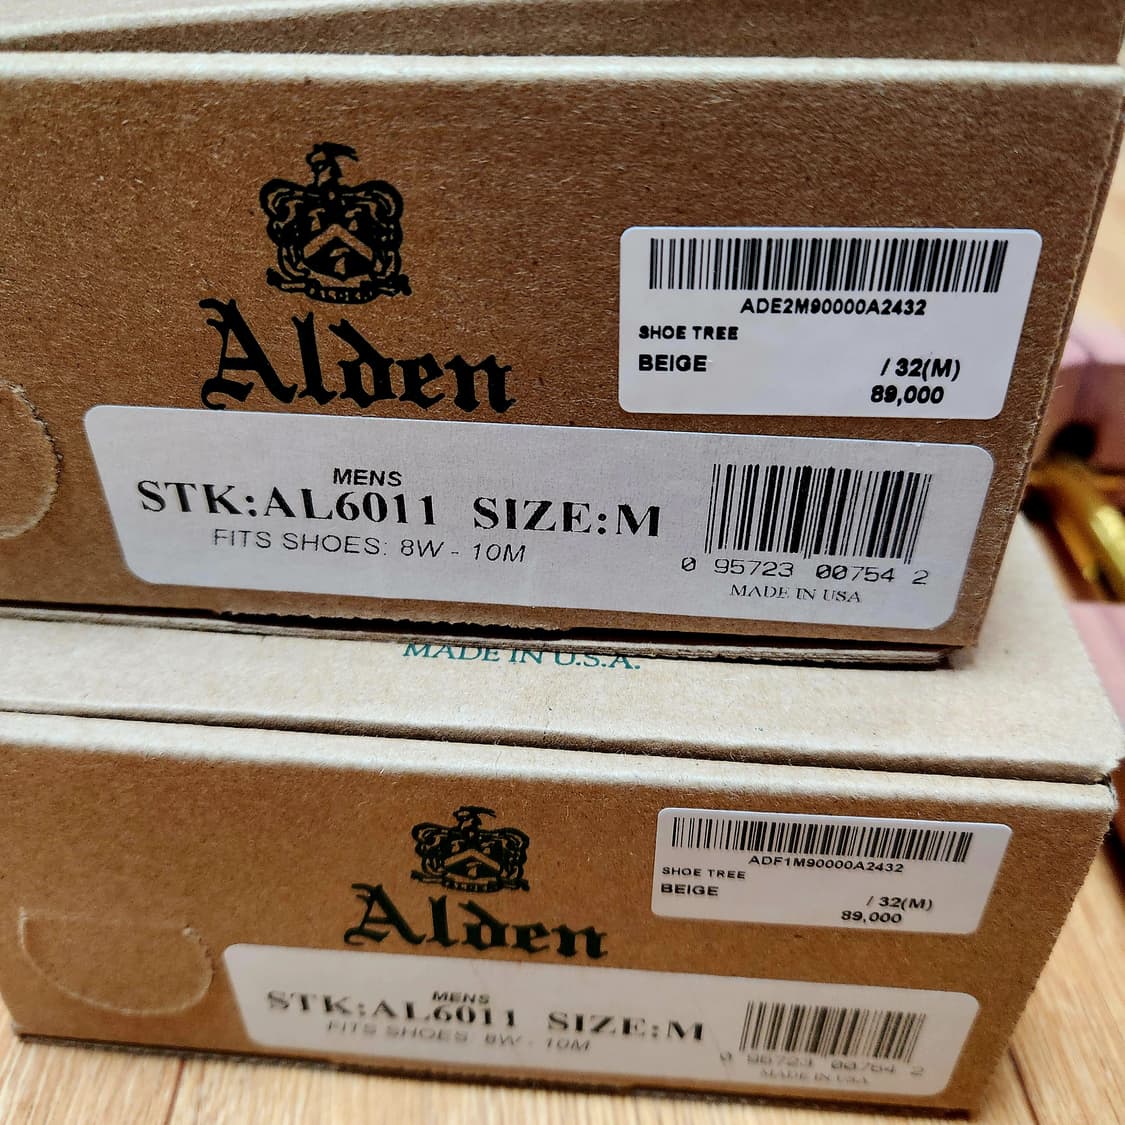 Alden
ADE2M90000A2432
SHOE TREE
BEIGE / 32(M)
89,000
MENS
STK:AL6011 SIZE:M
FITS SHOES: 8W - 10M
0 95723 00754 2
MADE IN USA
MADE IN U.S.A.
Alden
ADF1M90000A2432
SHOE TREE
BEIGE / 32(M)
89,000
MENS
STK:AL6011 SIZE:M
FITS SHOES: 8W - 10M
0 95723 00754 2
MADE IN USA